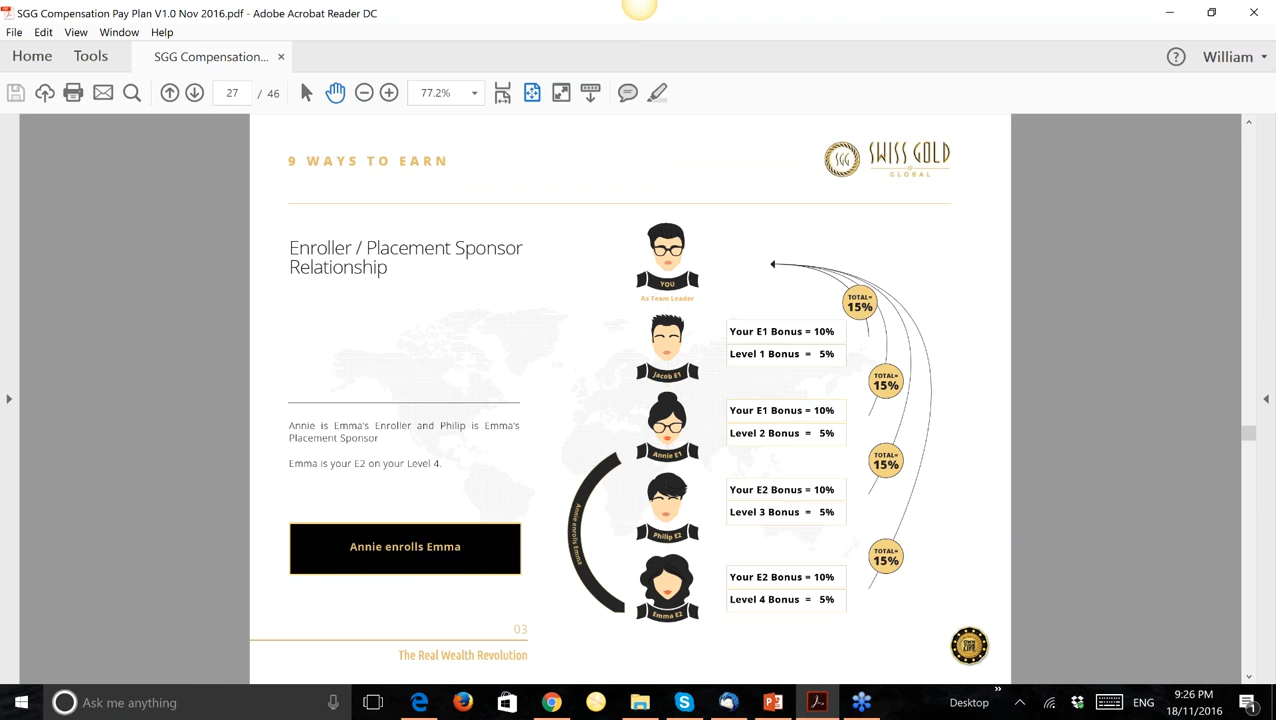 SGG Compensation Pay Plan V1.0 Nov 2016.pdf - Adobe Acrobat Reader DC
File Edit View Window Help
Home Tools SGG Compensation... × ? William
27 / 46 77.2%
9 WAYS TO EARN
SGG SWISS GOLD
GLOBAL
Enroller / Placement Sponsor
Relationship
YOU
As Team Leader
TOTAL=
15%
Jacob E1
Your E1 Bonus = 10%
Level 1 Bonus = 5%
TOTAL=
15%
Annie E1
Your E1 Bonus = 10%
Level 2 Bonus = 5%
TOTAL=
15%
Annie is Emma's Enroller and Philip is Emma's
Placement Sponsor
Emma is your E2 on your Level 4.
Annie enrolls Emma
Annie enrolls Emma
Philip E2
Your E2 Bonus = 10%
Level 3 Bonus = 5%
TOTAL=
15%
Emma E2
Your E2 Bonus = 10%
Level 4 Bonus = 5%
03
The Real Wealth Revolution
OWN
YOUR
LIFE
Ask me anything
Desktop
ENG
9:26 PM
18/11/2016
1